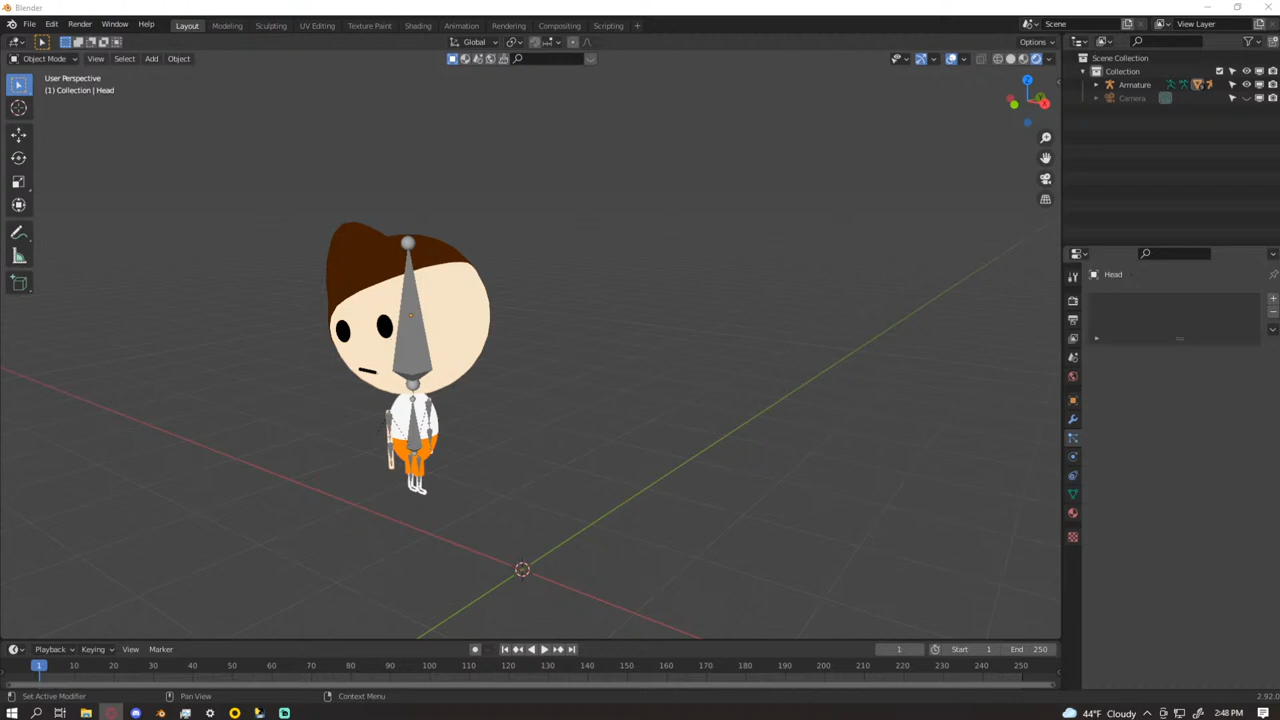 Blender
File Edit Render Window Help Layout Modeling Sculpting UV Editing Texture Paint Shading Animation Compositing Rendering Scripting + Scene View Layer
Global Options
Object Mode View Select Add Object
User Perspective
(1) Collection | Head
Z
Y
X
Scene Collection
Collection
Armature
Camera
Head
Playback Keying View Marker 1 Start 1 End 250
1 10 20 30 40 50 60 70 80 90 100 110 120 130 140 150 160 170 180 190 200 210 220 230 240 250
Set Active Modifier Pan View Context Menu 2.92.0
44°F Cloudy 2:48 PM